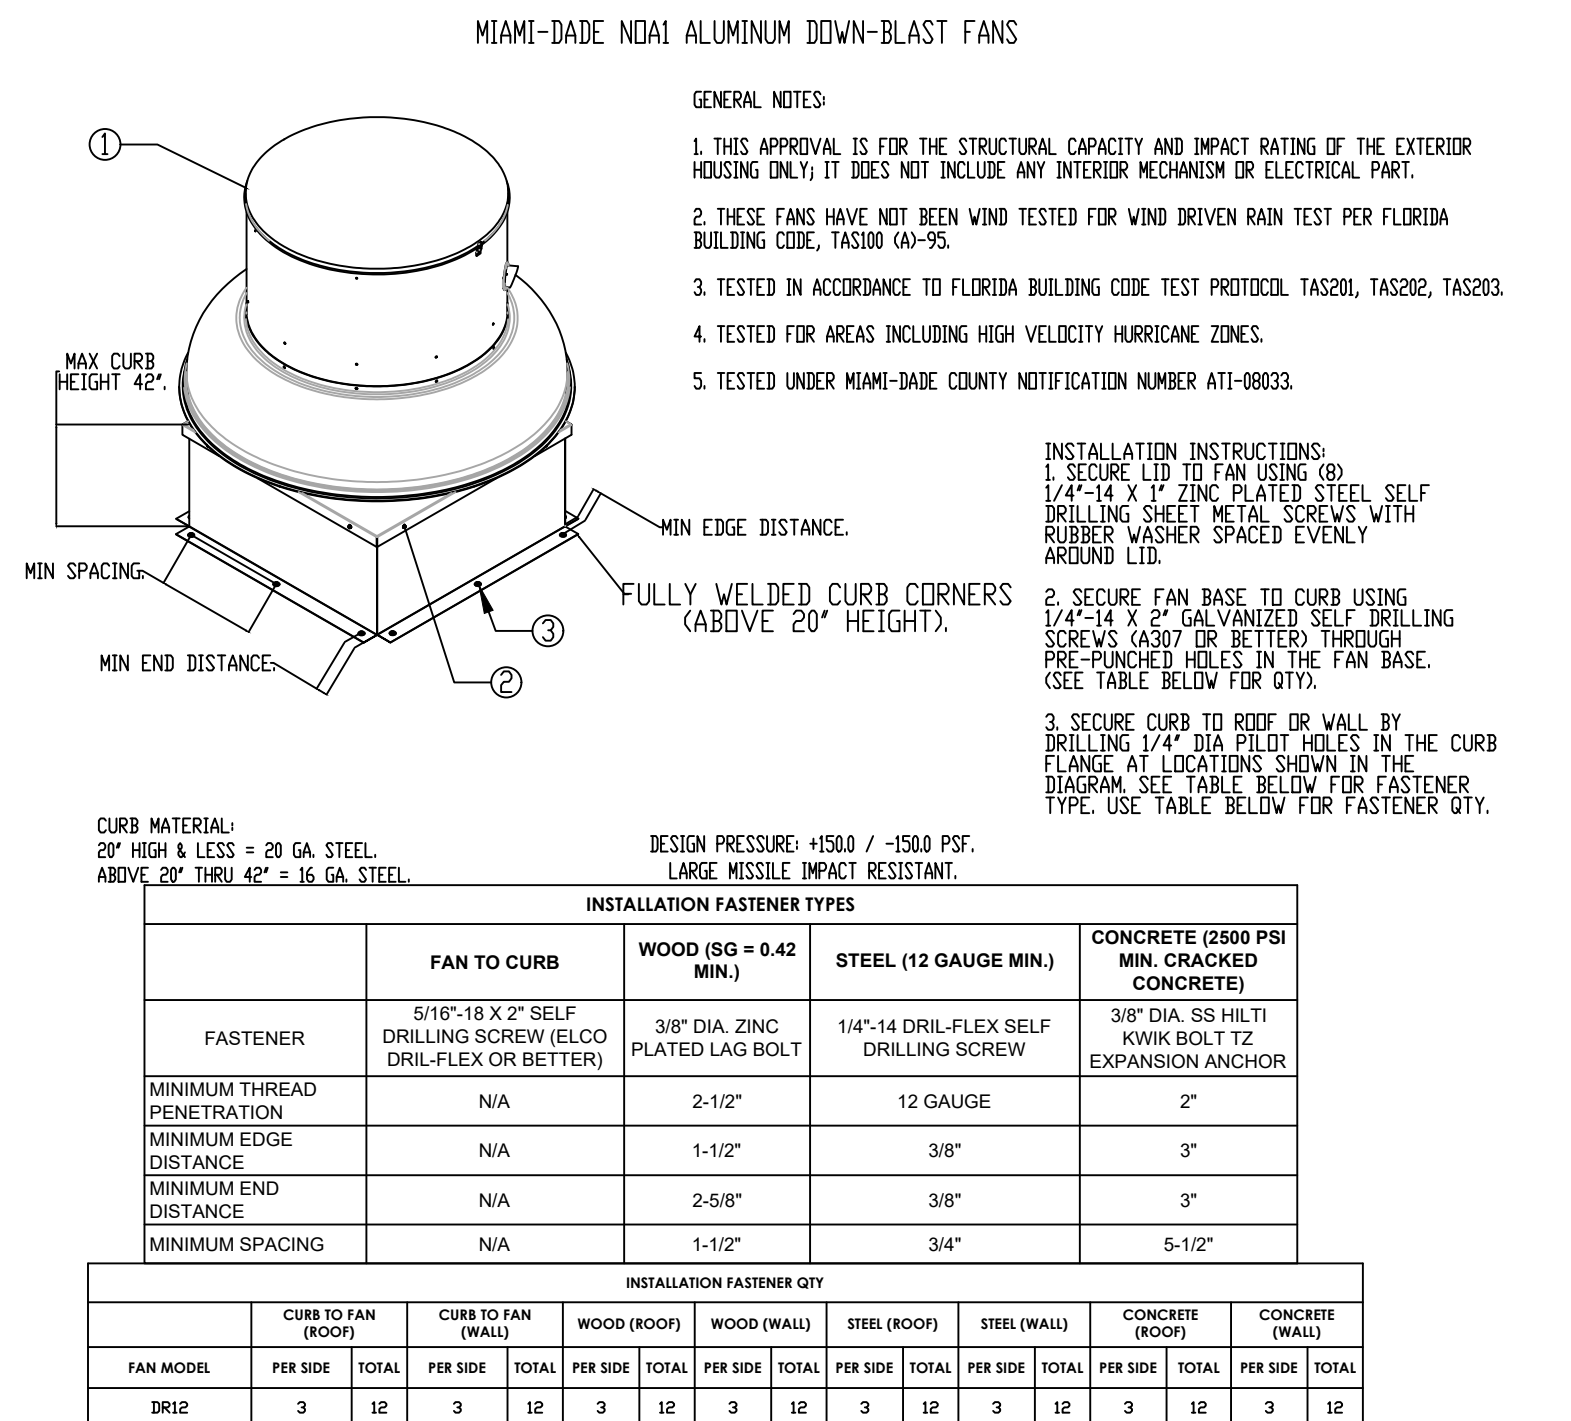 MIAMI-DADE NOA1 ALUMINUM DOWN-BLAST FANS
GENERAL NOTES:
1. THIS APPROVAL IS FOR THE STRUCTURAL CAPACITY AND IMPACT RATING OF THE EXTERIOR
HOUSING ONLY; IT DOES NOT INCLUDE ANY INTERIOR MECHANISM OR ELECTRICAL PART.
2. THESE FANS HAVE NOT BEEN WIND TESTED FOR WIND DRIVEN RAIN TEST PER FLORIDA
BUILDING CODE, TAS100 (A)-95.
3. TESTED IN ACCORDANCE TO FLORIDA BUILDING CODE TEST PROTOCOL TAS201, TAS202, TAS203.
4. TESTED FOR AREAS INCLUDING HIGH VELOCITY HURRICANE ZONES.
5. TESTED UNDER MIAMI-DADE COUNTY NOTIFICATION NUMBER ATI-08033.
1
MAX CURB
HEIGHT 42".
MIN EDGE DISTANCE.
MIN SPACING.
FULLY WELDED CURB CORNERS
(ABOVE 20" HEIGHT).
3
MIN END DISTANCE.
2
INSTALLATION INSTRUCTIONS:
1. SECURE LID TO FAN USING (8)
1/4"-14 X 1" ZINC PLATED STEEL SELF
DRILLING SHEET METAL SCREWS WITH
RUBBER WASHER SPACED EVENLY
AROUND LID.
2. SECURE FAN BASE TO CURB USING
1/4"-14 X 2" GALVANIZED SELF DRILLING
SCREWS (A307 OR BETTER) THROUGH
PRE-PUNCHED HOLES IN THE FAN BASE.
(SEE TABLE BELOW FOR QTY).
3. SECURE CURB TO ROOF OR WALL BY
DRILLING 1/4" DIA PILOT HOLES IN THE CURB
FLANGE AT LOCATIONS SHOWN IN THE
DIAGRAM. SEE TABLE BELOW FOR FASTENER
TYPE. USE TABLE BELOW FOR FASTENER QTY.
CURB MATERIAL:
20" HIGH & LESS = 20 GA. STEEL.
ABOVE 20" THRU 42" = 16 GA. STEEL.
DESIGN PRESSURE: +150.0 / -150.0 PSF.
LARGE MISSILE IMPACT RESISTANT.
INSTALLATION FASTENER TYPES
FAN TO CURB
WOOD (SG = 0.42
MIN.)
STEEL (12 GAUGE MIN.)
CONCRETE (2500 PSI
MIN. CRACKED
CONCRETE)
FASTENER
5/16"-18 X 2" SELF
DRILLING SCREW (ELCO
DRIL-FLEX OR BETTER)
3/8" DIA. ZINC
PLATED LAG BOLT
1/4"-14 DRIL-FLEX SELF
DRILLING SCREW
3/8" DIA. SS HILTI
KWIK BOLT TZ
EXPANSION ANCHOR
MINIMUM THREAD
PENETRATION
N/A
2-1/2"
12 GAUGE
2"
MINIMUM EDGE
DISTANCE
N/A
1-1/2"
3/8"
3"
MINIMUM END
DISTANCE
N/A
2-5/8"
3/8"
3"
MINIMUM SPACING
N/A
1-1/2"
3/4"
5-1/2"
INSTALLATION FASTENER QTY
CURB TO FAN
(ROOF)
CURB TO FAN
(WALL)
WOOD (ROOF)
WOOD (WALL)
STEEL (ROOF)
STEEL (WALL)
CONCRETE
(ROOF)
CONCRETE
(WALL)
FAN MODEL PER SIDE TOTAL PER SIDE TOTAL PER SIDE TOTAL PER SIDE TOTAL PER SIDE TOTAL PER SIDE TOTAL PER SIDE TOTAL PER SIDE TOTAL
DR12 3 12 3 12 3 12 3 12 3 12 3 12 3 12 3 12